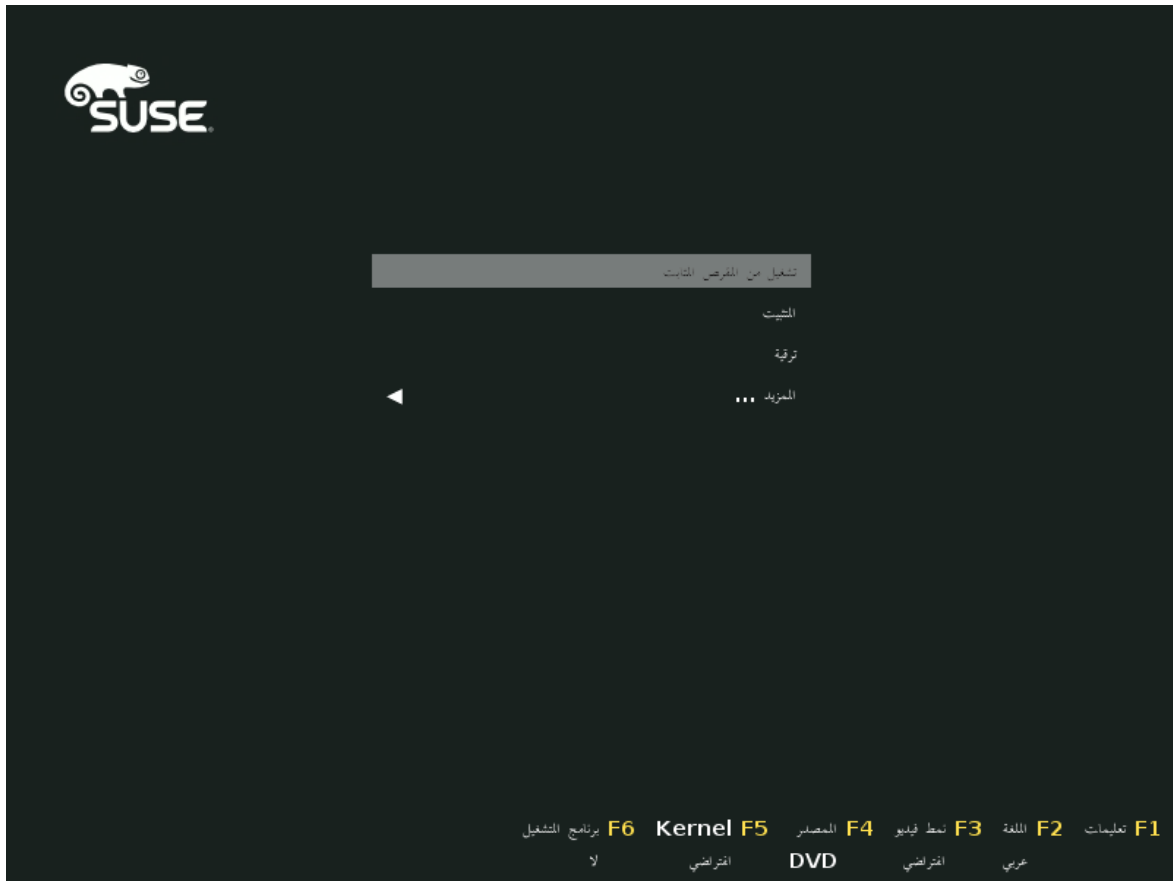 SUSE
تشغيل من القرص الثابت
التثبيت
ترقية
المزيد ...
F1 تعليمات F2 اللغة F3 نمط فيديو F4 المصدر F5 Kernel F6 برنامج التشغيل
عربي افتراضي DVD افتراضي لا